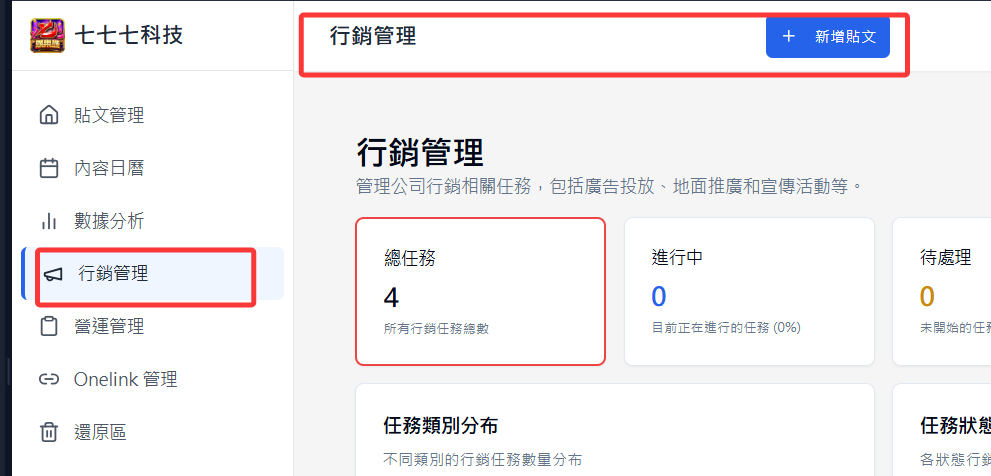 七七七科技
貼文管理
內容日曆
數據分析
行銷管理
營運管理
Onelink 管理
還原區
行銷管理
+ 新增貼文
行銷管理
管理公司行銷相關任務，包括廣告投放、地面推廣和宣傳活動等。
總任務
4
所有行銷任務總數
進行中
0
目前正在進行的任務 (0%)
待處理
0
未開始的任
任務類別分布
不同類別的行銷任務數量分布
任務狀態
各狀態行銷